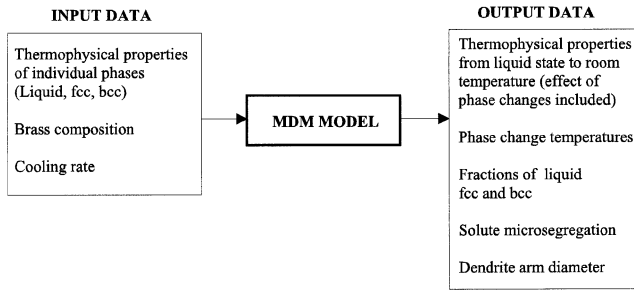 INPUT DATA
Thermophysical properties
of individual phases
(Liquid, fcc, bcc)
Brass composition
Cooling rate
MDM MODEL
OUTPUT DATA
Thermophysical properties
from liquid state to room
temperature (effect of
phase changes included)
Phase change temperatures
Fractions of liquid
fcc and bcc
Solute microsegregation
Dendrite arm diameter